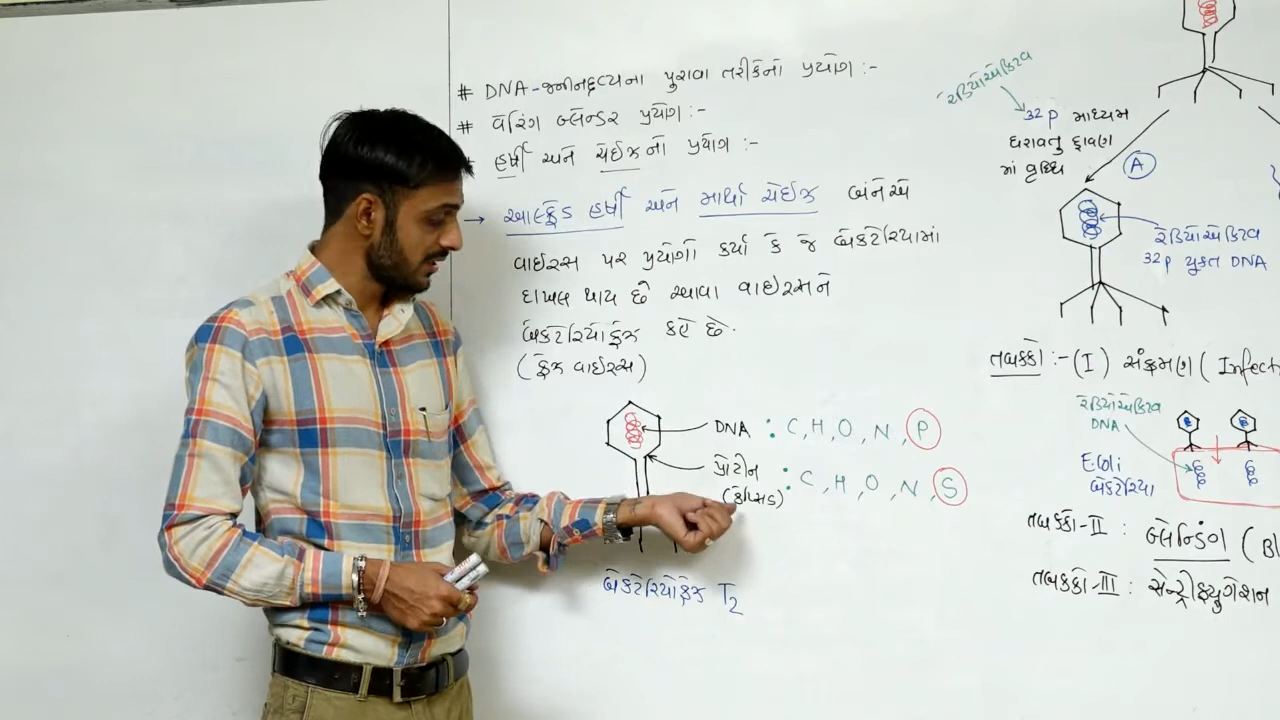 # DNA-જનીનદ્રવ્યના પુરાવા તરીકેનો પ્રયોગ :-
# વેરિંગ બ્લેન્ડર પ્રયોગ :-
હર્ષી અને ચેઈઝનો પ્રયોગ :-
→ આલ્ફ્રેડ હર્ષી અને માર્થા ચેઈઝ બંનેએ
વાઈરસ પર પ્રયોગો કર્યા કે જે બેક્ટેરિયામાં
દાખલ થાય છે આવા વાઈરસને
બેક્ટેરિયોફેઝ કહે છે.
(ફેઝ વાઈરસ)
DNA : C, H, O, N, P
પ્રોટીન : C, H, O, N, S
(કેપ્સિડ)
બેક્ટેરિયોફેઝ T2
રેડિયોએક્ટિવ
32p માધ્યમ
ધરાવતુ દ્રાવણ
માં વૃદ્ધિ
A
રેડિયોએક્ટિવ
32p યુક્ત DNA
તબક્કો :- (I) સંક્રમણ ( Infect
રેડિયોએક્ટિવ
DNA
E.coli
બેક્ટેરિયા
તબક્કો-II : બ્લેન્ડિંગ ( Bl
તબક્કો-III : સેન્ટ્રીફ્યુગેશન